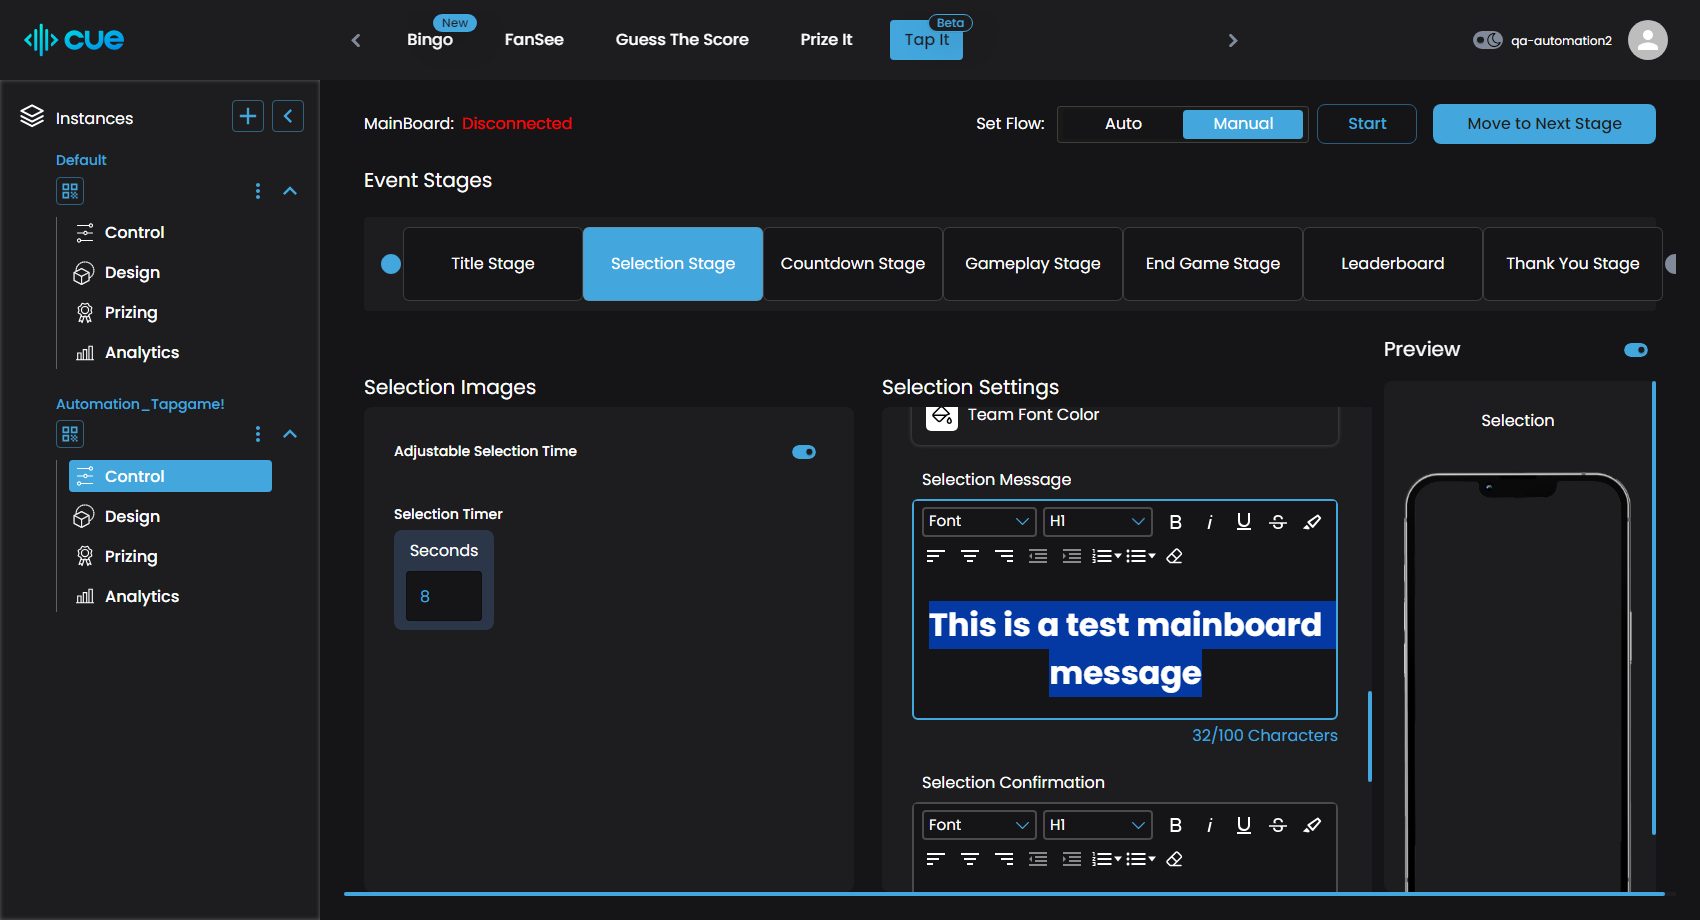 cue
New
Bingo
FanSee
Guess The Score
Prize It
Beta
Tap It
qa-automation2
Instances
Default
Control
Design
Prizing
Analytics
Automation_Tapgame!
Control
Design
Prizing
Analytics
MainBoard: Disconnected
Set Flow:
Auto
Manual
Start
Move to Next Stage
Event Stages
Title Stage
Selection Stage
Countdown Stage
Gameplay Stage
End Game Stage
Leaderboard
Thank You Stage
Selection Images
Adjustable Selection Time
Selection Timer
Seconds
8
Selection Settings
Team Font Color
Selection Message
Font
H1
B i U S
This is a test mainboard
message
32/100 Characters
Selection Confirmation
Font
H1
B i U S
Preview
Selection